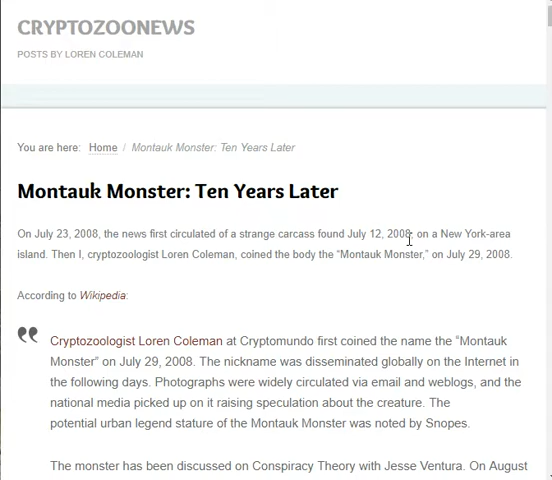 CRYPTOZOONEWS
POSTS BY LOREN COLEMAN
You are here: Home / Montauk Monster: Ten Years Later
Montauk Monster: Ten Years Later
On July 23, 2008, the news first circulated of a strange carcass found July 12, 2008, on a New York-area
island. Then I, cryptozoologist Loren Coleman, coined the body the “Montauk Monster,” on July 29, 2008.
According to Wikipedia:
Cryptozoologist Loren Coleman at Cryptomundo first coined the name the “Montauk
Monster” on July 29, 2008. The nickname was disseminated globally on the Internet in
the following days. Photographs were widely circulated via email and weblogs, and the
national media picked up on it raising speculation about the creature. The
potential urban legend stature of the Montauk Monster was noted by Snopes.
The monster has been discussed on Conspiracy Theory with Jesse Ventura. On August